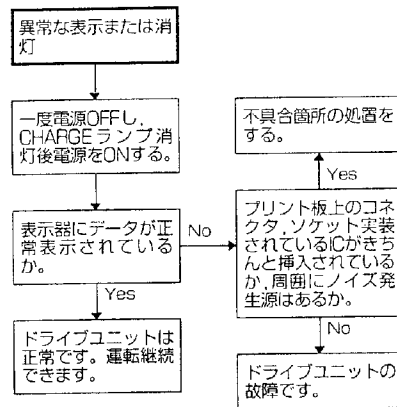 異常な表示または消
灯
一度電源OFFし,
CHARGEランプ消
灯後電源をONする。
表示器にデータが正
常表示されている
か。
No
Yes
ドライブユニットは
正常です。運転継続
できます。
不具合箇所の処置を
する。
Yes
プリント板上のコネ
クタ,ソケット実装
されているICがきち
んと挿入されている
か,周囲にノイズ発
生源はあるか。
No
ドライブユニットの
故障です。